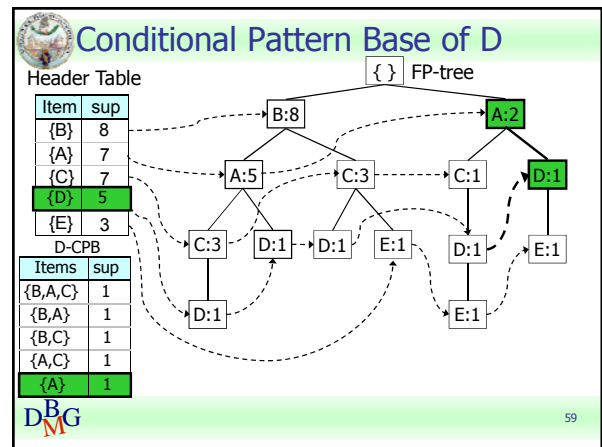 Conditional Pattern Base of D
Header Table
{ } FP-tree
Item sup
{B} 8
{A} 7
{C} 7
{D} 5
{E} 3
B:8 A:2
A:5 C:3 C:1 D:1
C:3 D:1 D:1 E:1 D:1 E:1
D:1 E:1
D-CPB
Items sup
{B,A,C} 1
{B,A} 1
{B,C} 1
{A,C} 1
{A} 1
DBMG
59